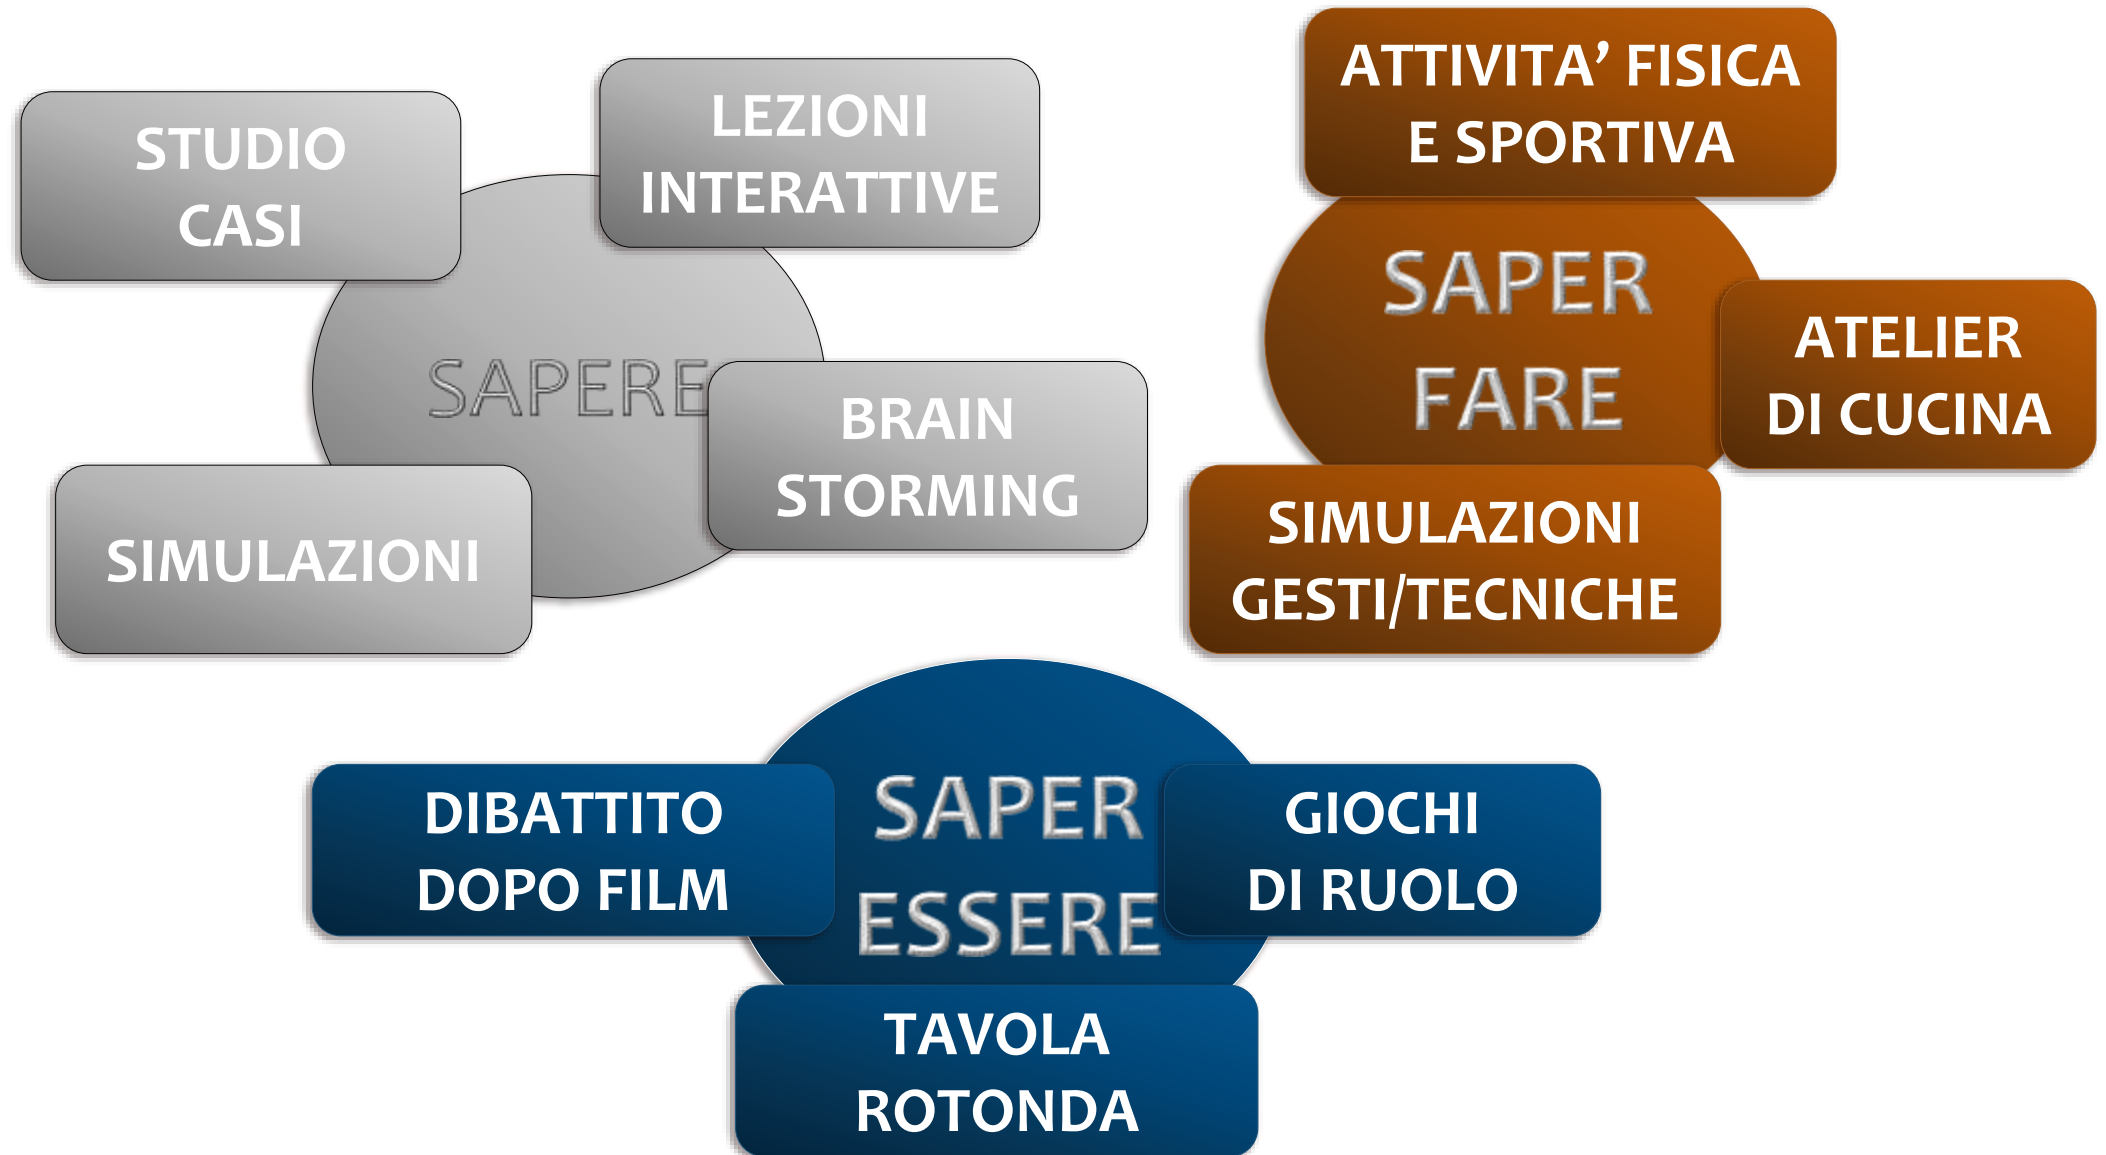 STUDIO
CASI
LEZIONI
INTERATTIVE
SAPERE
BRAIN
STORMING
SIMULAZIONI
ATTIVITA’ FISICA
E SPORTIVA
SAPER
FARE
ATELIER
DI CUCINA
SIMULAZIONI
GESTI/TECNICHE
DIBATTITO
DOPO FILM
SAPER
ESSERE
GIOCHI
DI RUOLO
TAVOLA
ROTONDA